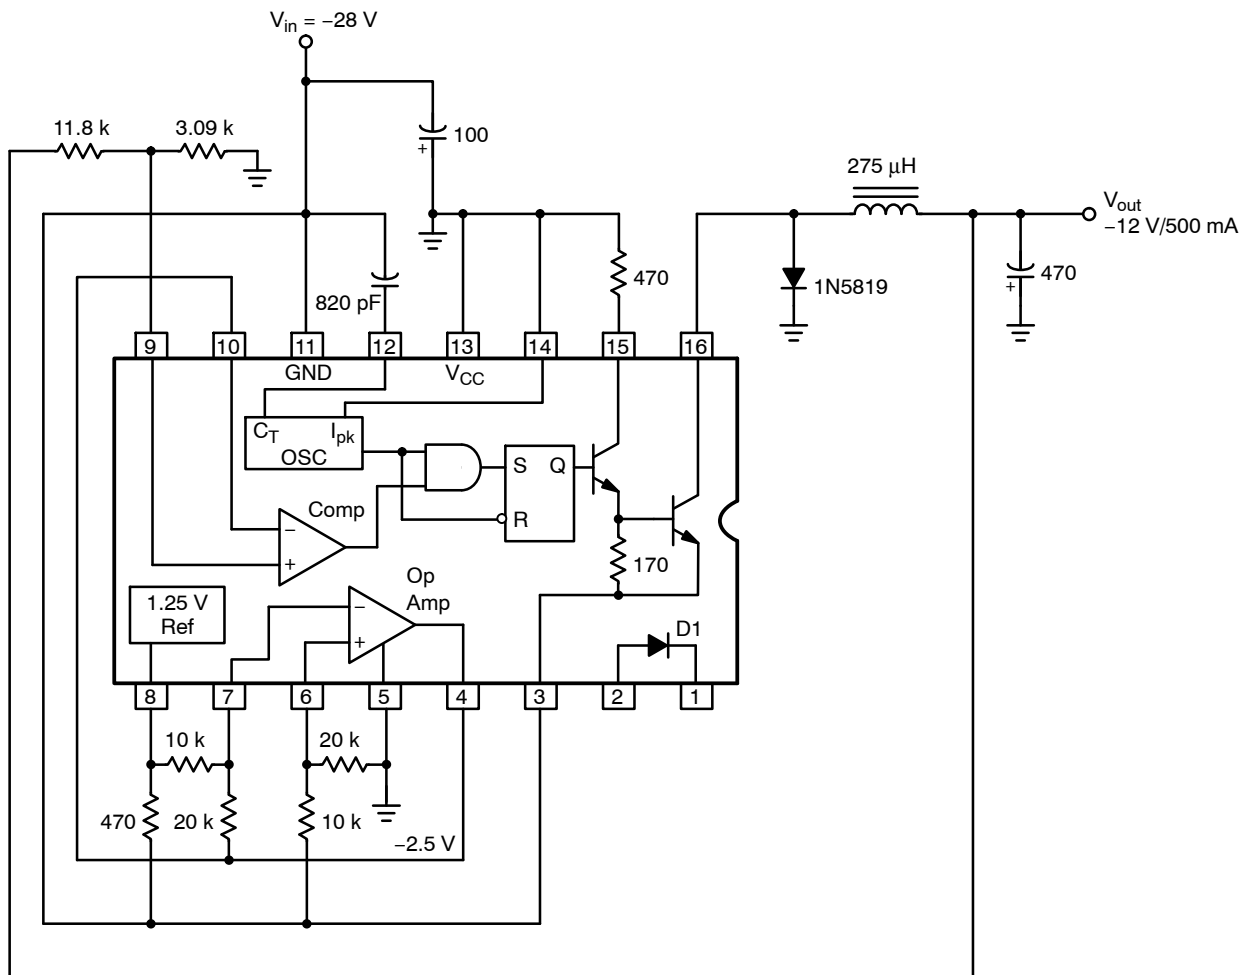 V_in = −28 V
11.8 k
3.09 k
100
+
275 μH
V_out
−12 V/500 mA
470
820 pF
1N5819
470
+
9
10
11
12
13
14
15
16
GND
V_CC
C_T
I_pk
OSC
S
Q
R
Comp
−
+
170
Op
Amp
−
+
1.25 V
Ref
D1
8
7
6
5
4
3
2
1
10 k
20 k
470
20 k
10 k
−2.5 V